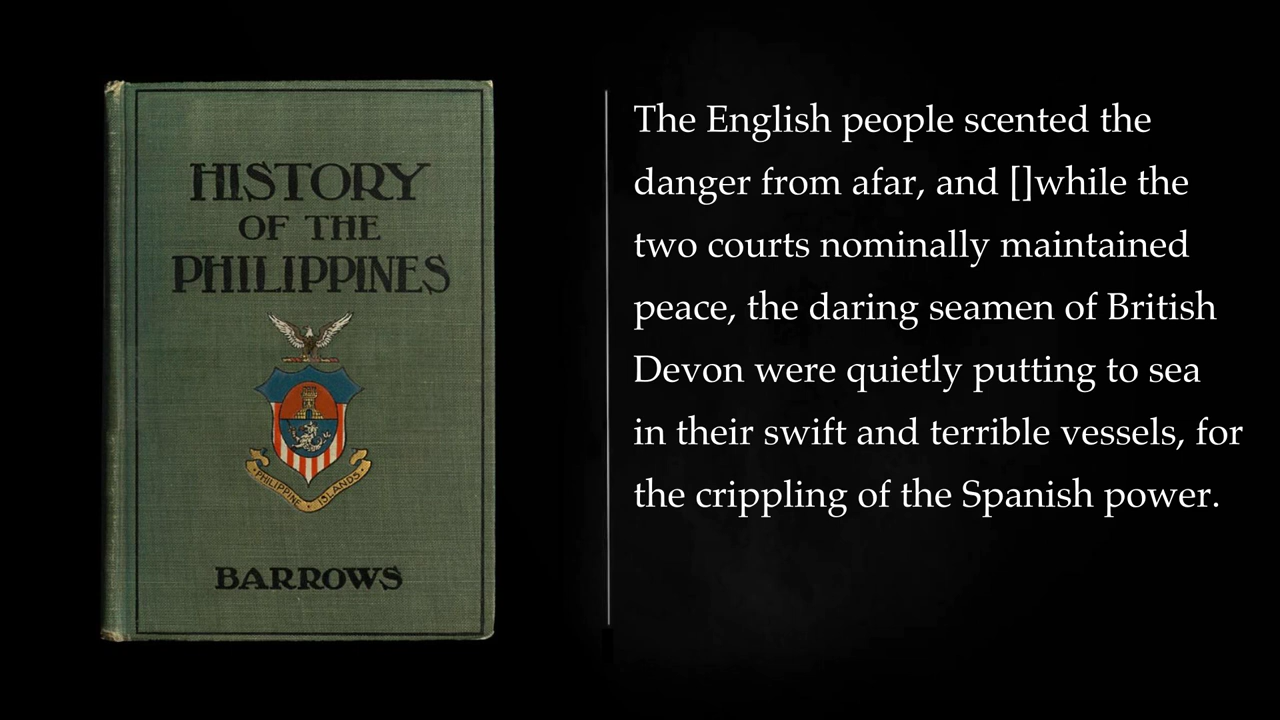 HISTORY
OF THE
PHILIPPINES
PHILIPPINE ISLANDS
BARROWS
The English people scented the
danger from afar, and []while the
two courts nominally maintained
peace, the daring seamen of British
Devon were quietly putting to sea
in their swift and terrible vessels, for
the crippling of the Spanish power.